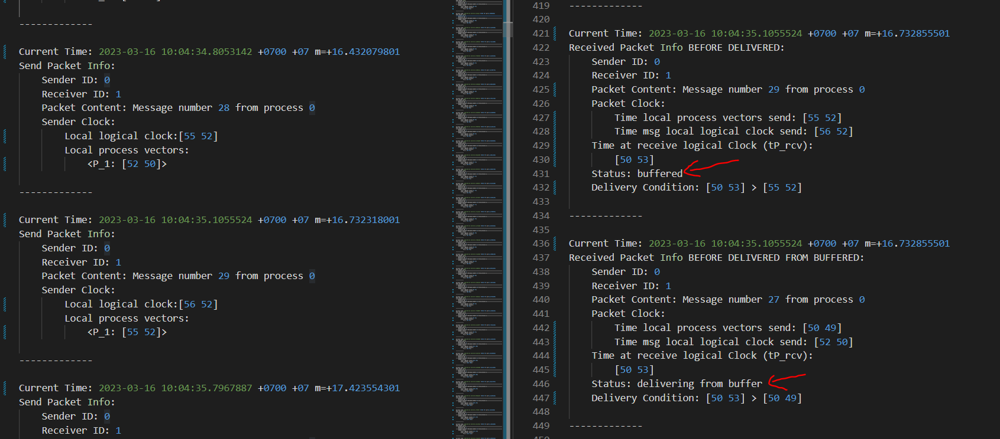 -------------
Current Time: 2023-03-16 10:04:34.8053142 +0700 +07 m=+16.432079801
Send Packet Info:
Sender ID: 0
Receiver ID: 1
Packet Content: Message number 28 from process 0
Sender Clock:
Local logical clock:[55 52]
Local process vectors:
<P_1: [52 50]>
-------------
Current Time: 2023-03-16 10:04:35.1055524 +0700 +07 m=+16.732318001
Send Packet Info:
Sender ID: 0
Receiver ID: 1
Packet Content: Message number 29 from process 0
Sender Clock:
Local logical clock:[56 52]
Local process vectors:
<P_1: [55 52]>
-------------
Current Time: 2023-03-16 10:04:35.7967887 +0700 +07 m=+17.423554301
Send Packet Info:
Sender ID: 0
Receiver ID: 1
419 -------------
420
421 Current Time: 2023-03-16 10:04:35.1055524 +0700 +07 m=+16.732855501
422 Received Packet Info BEFORE DELIVERED:
423 Sender ID: 0
424 Receiver ID: 1
425 Packet Content: Message number 29 from process 0
426 Packet Clock:
427 Time local process vectors send: [55 52]
428 Time msg local logical clock send: [56 52]
429 Time at receive logical Clock (tP_rcv):
430 [50 53]
431 Status: buffered
432 Delivery Condition: [50 53] > [55 52]
433
434 -------------
435
436 Current Time: 2023-03-16 10:04:35.1055524 +0700 +07 m=+16.732855501
437 Received Packet Info BEFORE DELIVERED FROM BUFFERED:
438 Sender ID: 0
439 Receiver ID: 1
440 Packet Content: Message number 27 from process 0
441 Packet Clock:
442 Time local process vectors send: [50 49]
443 Time msg local logical clock send: [52 50]
444 Time at receive logical Clock (tP_rcv):
445 [50 53]
446 Status: delivering from buffer
447 Delivery Condition: [50 53] > [50 49]
448
449 -------------